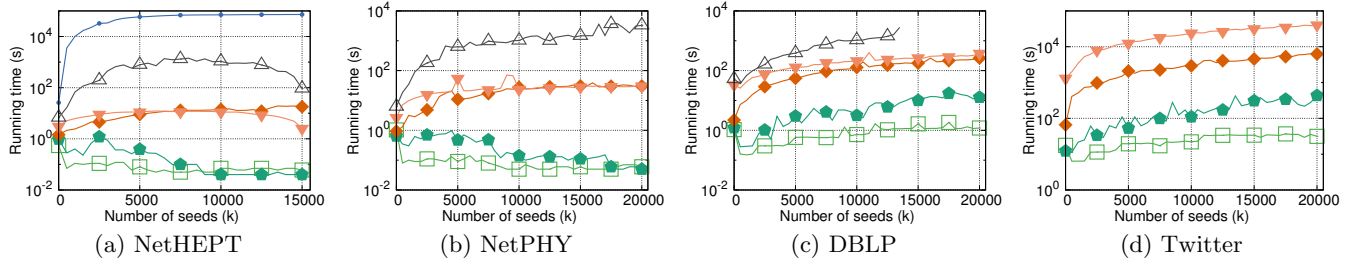 Running time (s)
10^4
10^2
10^0
10^-2
0 5000 10000 15000
Number of seeds (k)
(a) NetHEPT
Running time (s)
10^4
10^2
10^0
10^-2
0 5000 10000 15000 20000
Number of seeds (k)
(b) NetPHY
Running time (s)
10^4
10^2
10^0
10^-2
0 5000 10000 15000 20000
Number of seeds (k)
(c) DBLP
Running time (s)
10^4
10^2
10^0
0 5000 10000 15000 20000
Number of seeds (k)
(d) Twitter